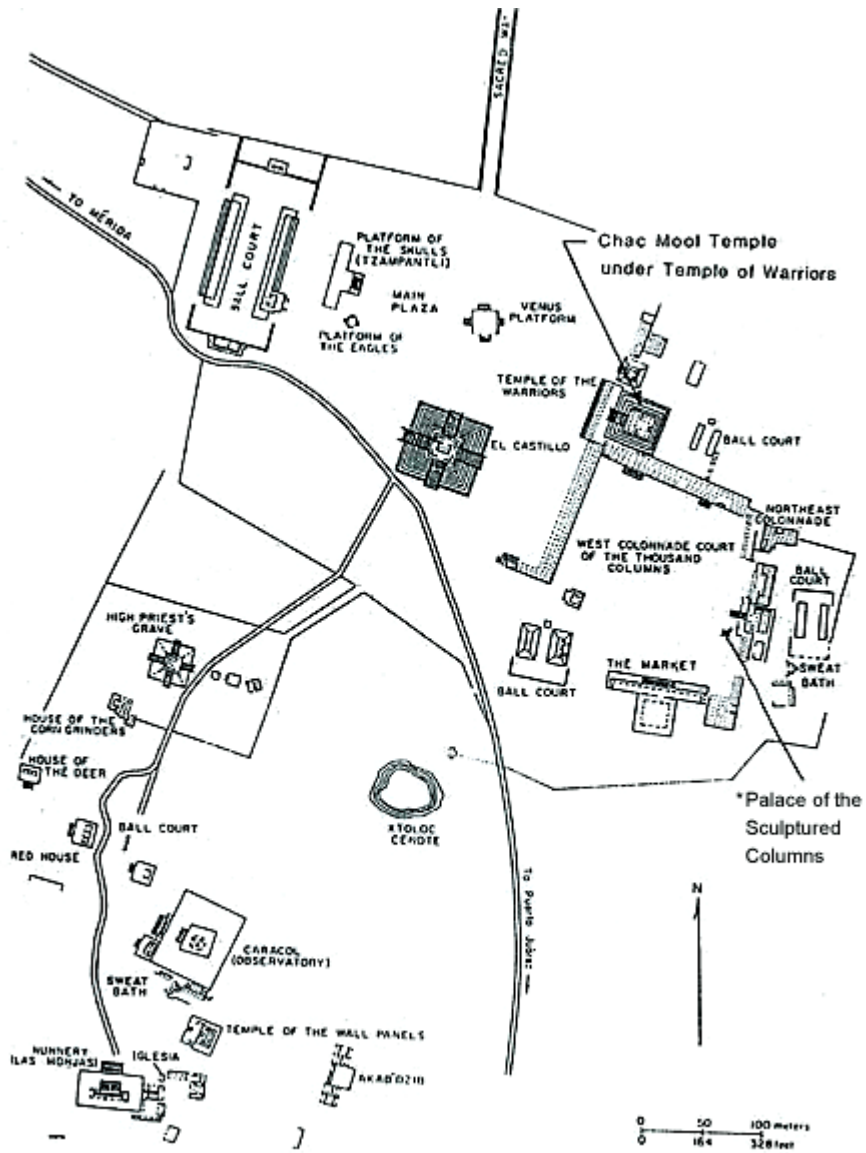 SACRED WA-
TO MÉRIDA
BALL COURT
PLATFORM OF
THE SKULLS
(TZAMPANTLI)
MAIN
PLAZA
PLATFORM OF
THE EAGLES
VENUS
PLATFORM
Chac Mool Temple
under Temple of Warriors
TEMPLE OF THE
WARRIORS
EL CASTILLO
BALL COURT
NORTHEAST
COLONNADE
WEST COLONNADE COURT
OF THE THOUSAND
COLUMNS
BALL
COURT
HIGH PRIEST'S
GRAVE
THE MARKET
SWEAT
BATH
BALL COURT
HOUSE OF THE
CORN GRINDERS
HOUSE OF
THE DEER
*Palace of the
Sculptured
Columns
BALL COURT
XTOLOC
CENOTE
RED HOUSE
N
To Puerto Juárez
CARACOL
(OBSERVATORY)
SWEAT
BATH
TEMPLE OF THE WALL PANELS
NUNNERY
(LAS MONJAS)
IGLESIA
AKAB'DZIB
0 50 100 meters
0 164 328 feet